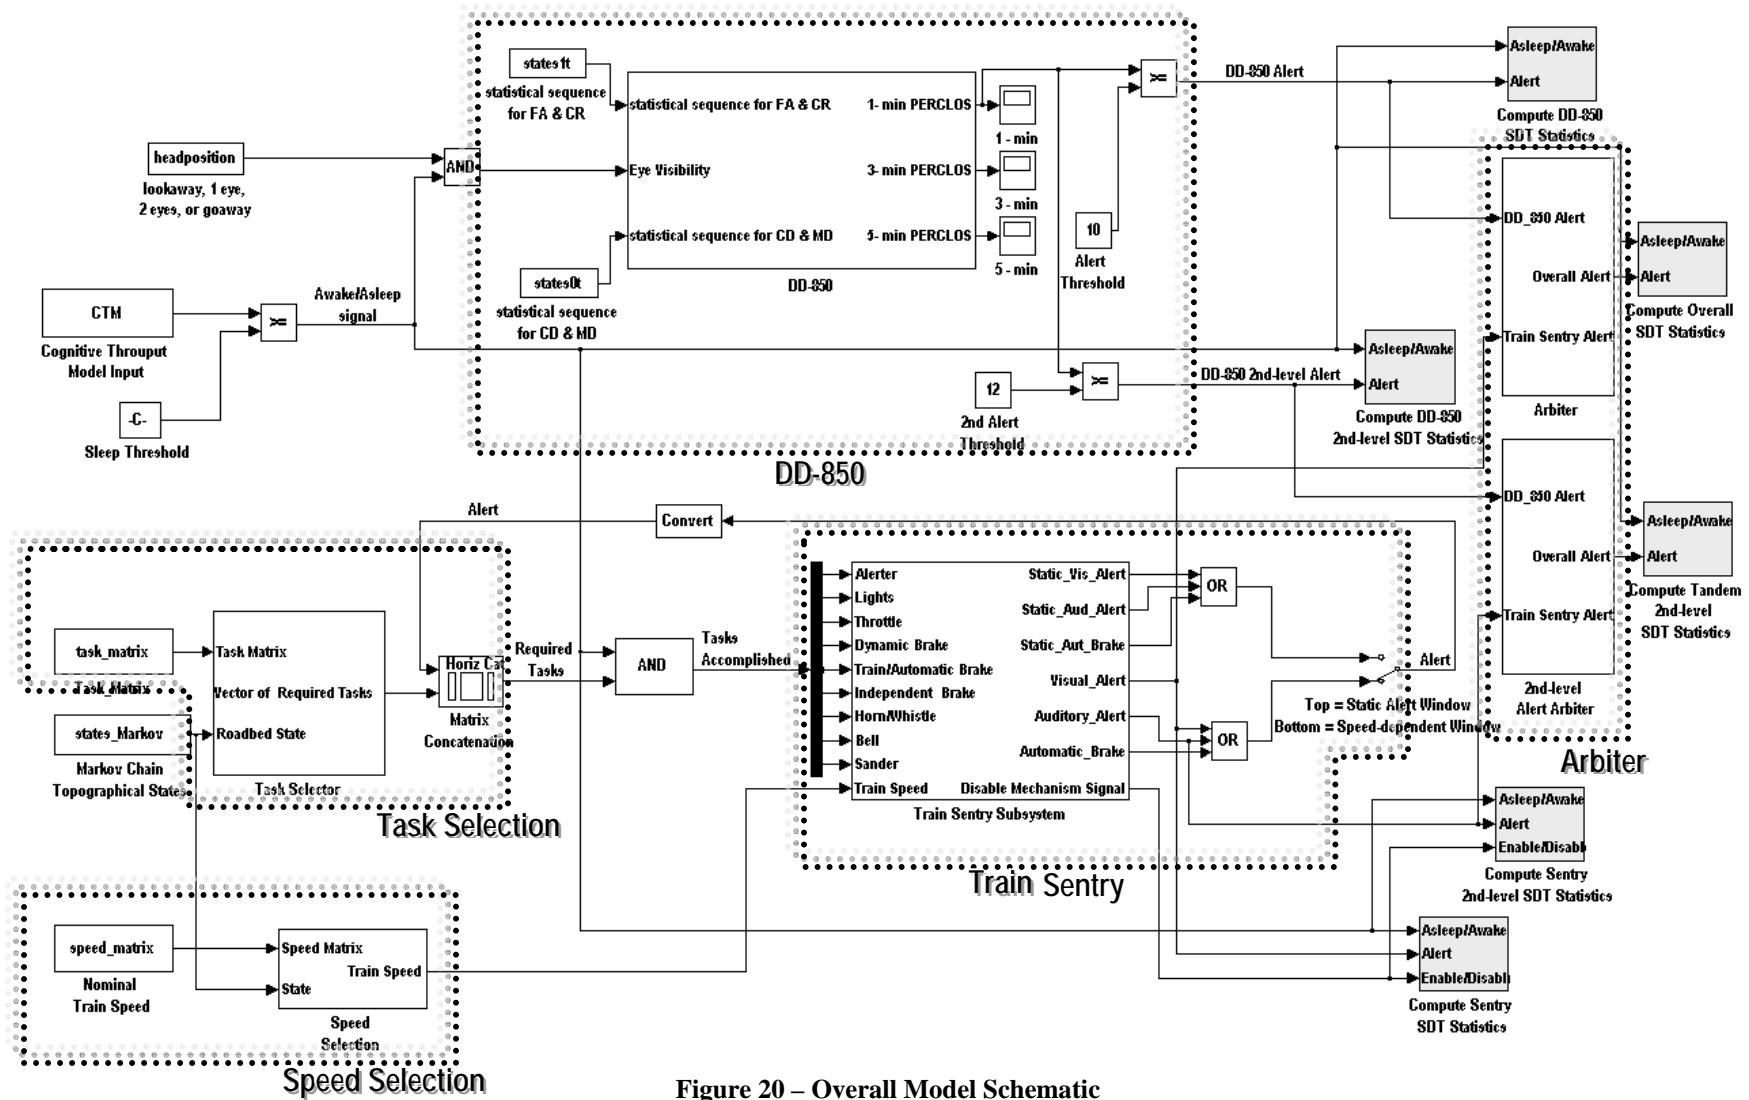 states1t
statistical sequence
for FA & CR
headposition
lookaway, 1 eye,
2 eyes, or goaway
AND
CTM
Cognitive Throuput
Model Input
-C-
Sleep Threshold
>=
Awake/Asleep
signal
statistical sequence for FA & CR
Eye Visibility
statistical sequence for CD & MD
1- min PERCLOS
3- min PERCLOS
5- min PERCLOS
DD-850
states0t
statistical sequence
for CD & MD
1 - min
3 - min
5 - min
10
Alert
Threshold
>=
DD-850 Alert
12
2nd Alert
Threshold
>=
DD-850 2nd-level Alert
DD-850
Asleep/Awake
Alert
Compute DD-850
SDT Statistics
Asleep/Awake
Alert
Compute DD-850
2nd-level SDT Statistics
DD_850 Alert
Overall Alert
Train Sentry Alert
Arbiter
Asleep/Awake
Alert
Compute Overall
SDT Statistics
DD_850 Alert
Overall Alert
Train Sentry Alert
2nd-level
Alert Arbiter
Asleep/Awake
Alert
Compute Tandem
2nd-level
SDT Statistics
Arbiter
Alert
Convert
task_matrix
Task_Matrix
states_Markov
Markov Chain
Topographical States
Task Matrix
Vector of Required Tasks
Roadbed State
Task Selector
Horiz Cat
Matrix
Concatenation
Required
Tasks
AND
Tasks
Accomplished
Task Selection
Alerter
Lights
Throttle
Dynamic Brake
Train/Automatic Brake
Independent Brake
Horn/Whistle
Bell
Sander
Train Speed
Static_Vis_Alert
Static_Aud_Alert
Static_Aut_Brake
Visual_Alert
Auditory_Alert
Automatic_Brake
Disable Mechanism Signal
Train Sentry Subsystem
OR
OR
Alert
Top = Static Alert Window
Bottom = Speed-dependent Window
Train Sentry
Asleep/Awake
Alert
Enable/Disabl
Compute Sentry
2nd-level SDT Statistics
Asleep/Awake
Alert
Enable/Disabl
Compute Sentry
SDT Statistics
speed_matrix
Nominal
Train Speed
Speed Matrix
Train Speed
State
Speed
Selection
Speed Selection
Figure 20 – Overall Model Schematic